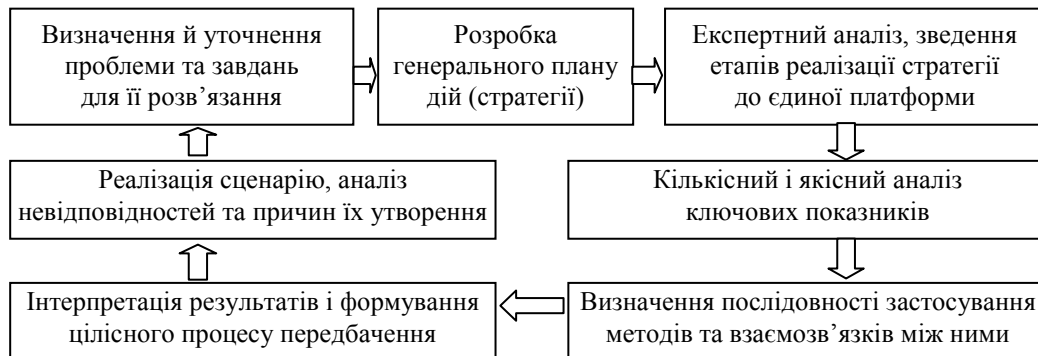 Визначення й уточнення
проблеми та завдань
для її розв’язання
Розробка
генерального плану
дій (стратегії)
Експертний аналіз, зведення
етапів реалізації стратегії
до єдиної платформи
Реалізація сценарію, аналіз
невідповідностей та причин їх утворення
Кількісний і якісний аналіз
ключових показників
Інтерпретація результатів і формування
цілісного процесу передбачення
Визначення послідовності застосування
методів та взаємозв’язків між ними